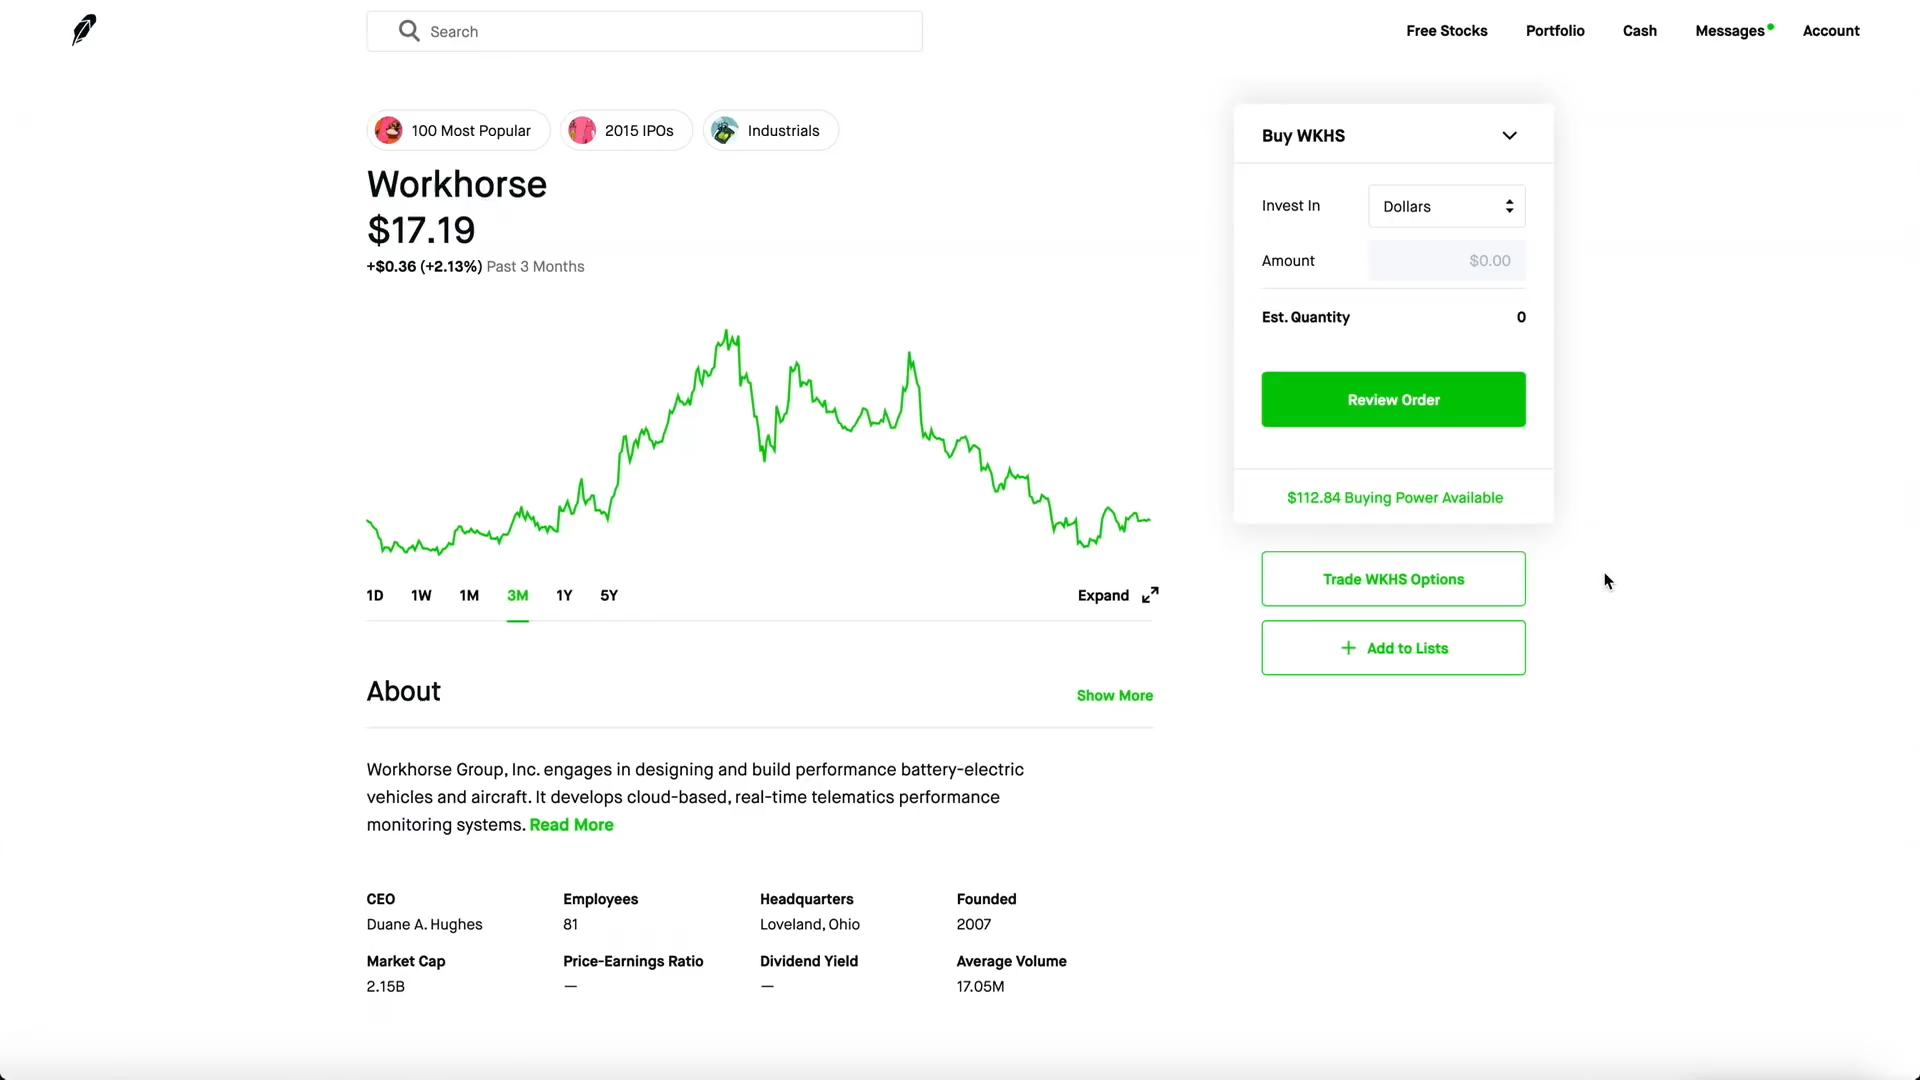 Search
Free Stocks Portfolio Cash Messages Account
100 Most Popular 2015 IPOs Industrials
Workhorse
$17.19
+$0.36 (+2.13%) Past 3 Months
1D 1W 1M 3M 1Y 5Y Expand
About Show More
Workhorse Group, Inc. engages in designing and build performance battery-electric
vehicles and aircraft. It develops cloud-based, real-time telematics performance
monitoring systems. Read More
CEO Employees Headquarters Founded
Duane A. Hughes 81 Loveland, Ohio 2007
Market Cap Price-Earnings Ratio Dividend Yield Average Volume
2.15B — — 17.05M
Buy WKHS
Invest In Dollars
Amount $0.00
Est. Quantity 0
Review Order
$112.84 Buying Power Available
Trade WKHS Options
+ Add to Lists